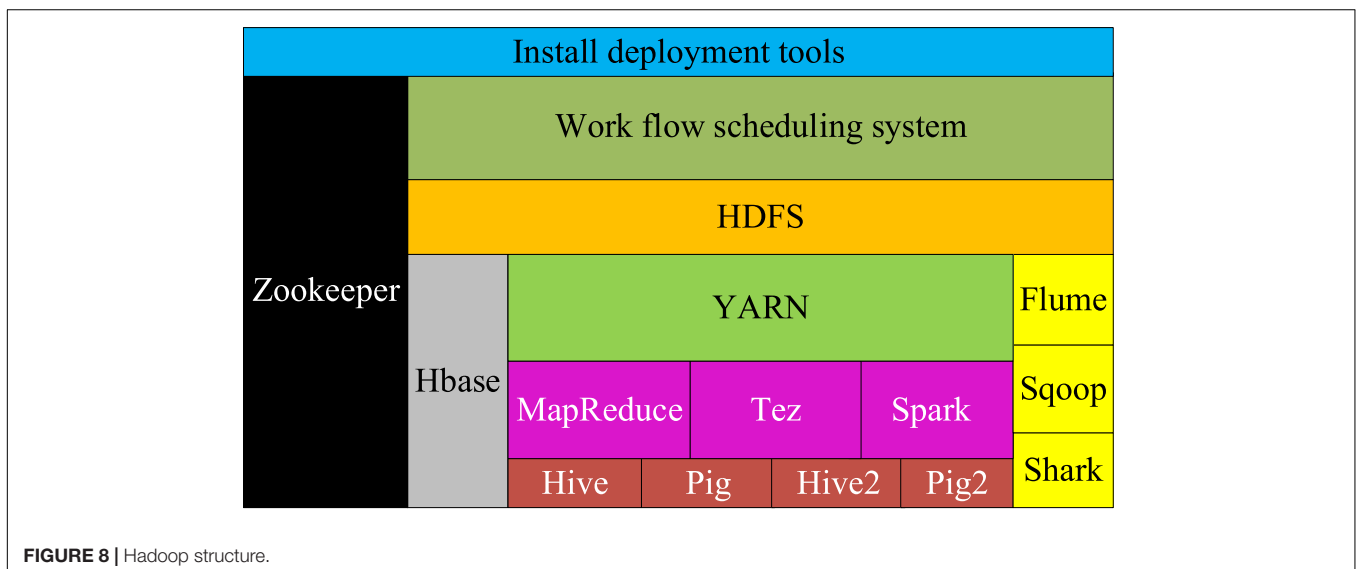 Install deployment tools
Work flow scheduling system
HDFS
Zookeeper
Hbase
YARN
Flume
MapReduce
Tez
Spark
Sqoop
Hive
Pig
Hive2
Pig2
Shark
FIGURE 8 | Hadoop structure.